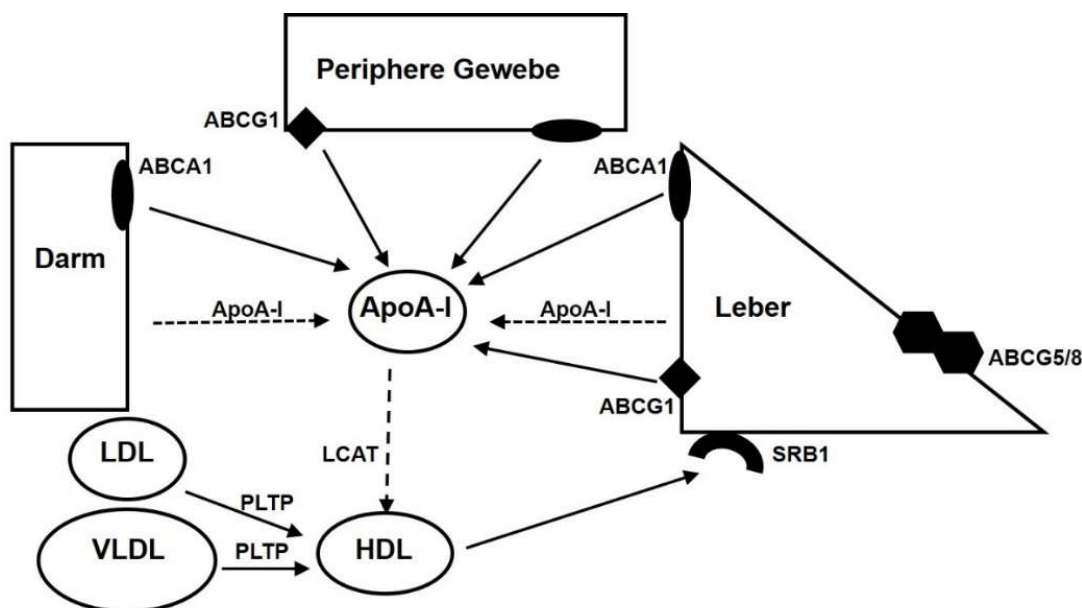 Periphere Gewebe
ABCG1
ABCA1
ABCA1
Darm
ApoA-I
ApoA-I
ApoA-I
Leber
ABCG5/8
ABCG1
LDL
LCAT
SRB1
PLTP
VLDL
PLTP
HDL